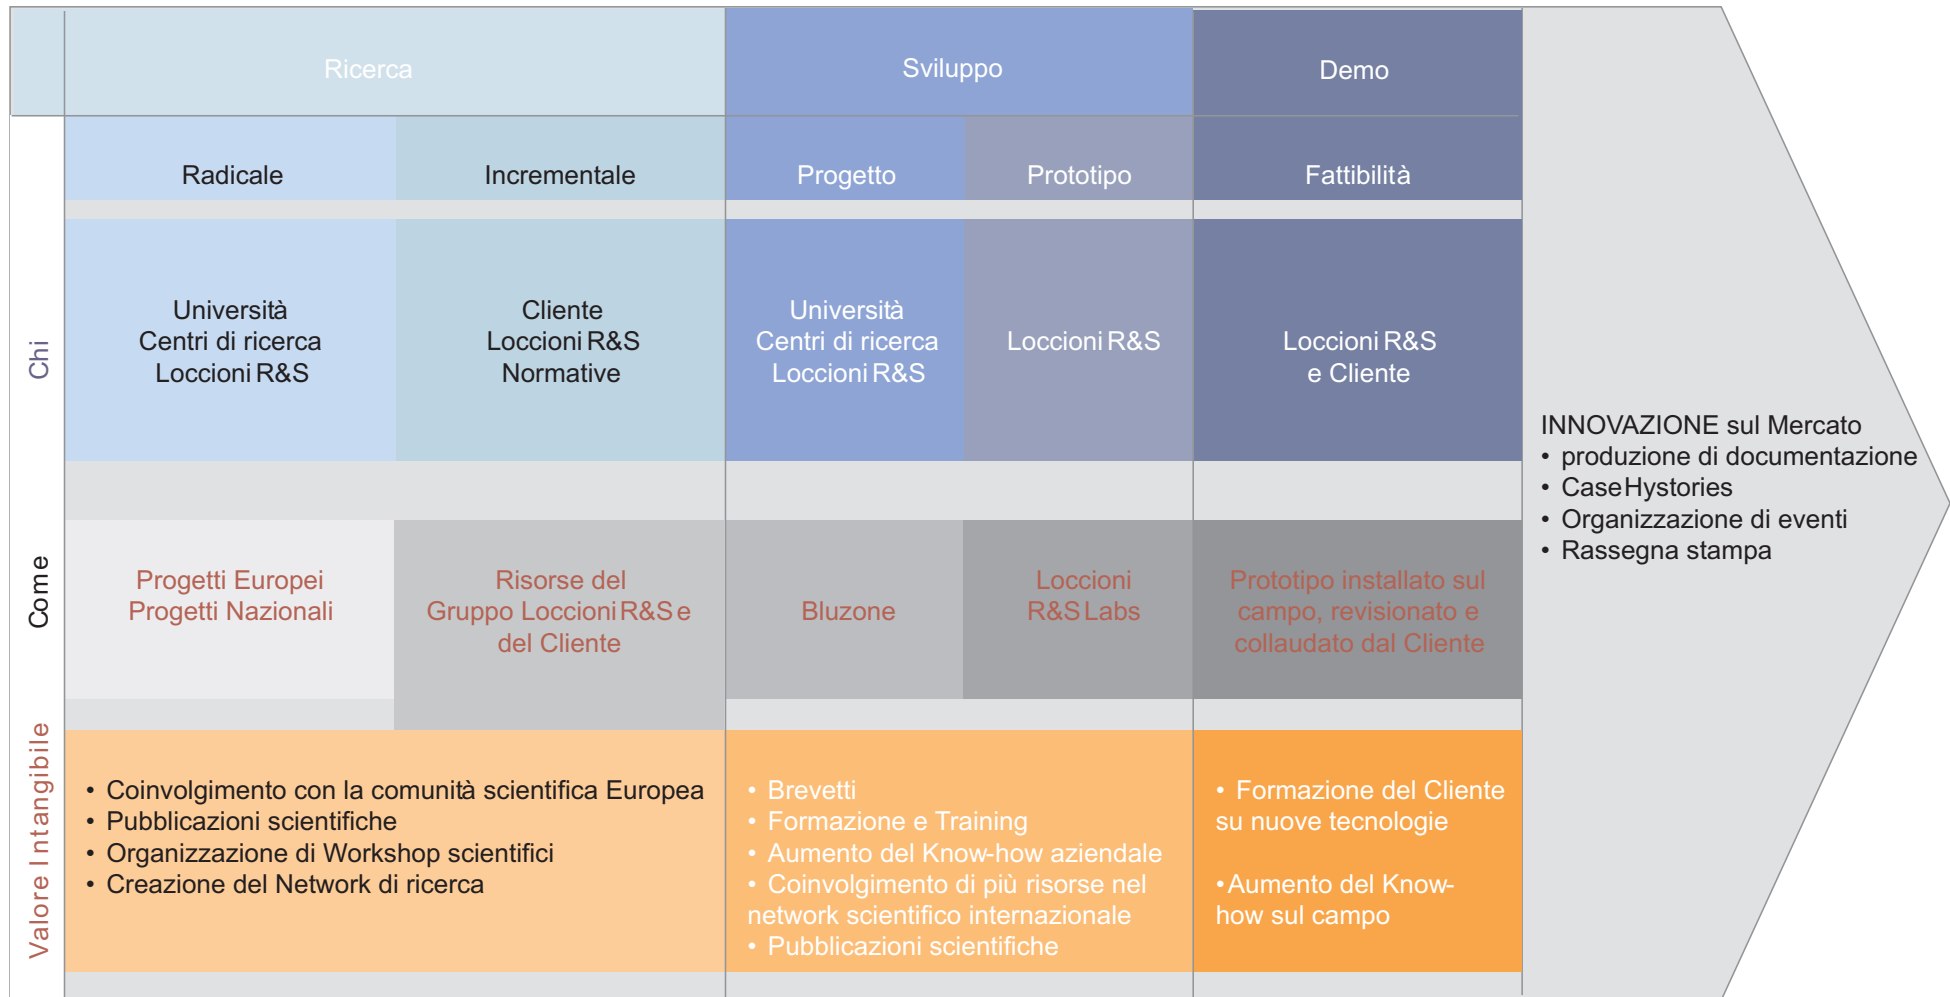 Ricerca
Sviluppo
Demo
Radicale
Incrementale
Progetto
Prototipo
Fattibilità
Chi
Università
Centri di ricerca
Loccioni R&S
Cliente
Loccioni R&S
Normative
Università
Centri di ricerca
Loccioni R&S
Loccioni R&S
Loccioni R&S
e Cliente
Come
Progetti Europei
Progetti Nazionali
Risorse del
Gruppo Loccioni R&S e
del Cliente
Bluzone
Loccioni
R&S Labs
Prototipo installato sul
campo, revisionato e
collaudato dal Cliente
Valore Intangibile
• Coinvolgimento con la comunità scientifica Europea
• Pubblicazioni scientifiche
• Organizzazione di Workshop scientifici
• Creazione del Network di ricerca
• Brevetti
• Formazione e Training
• Aumento del Know-how aziendale
• Coinvolgimento di più risorse nel
network scientifico internazionale
• Pubblicazioni scientifiche
• Formazione del Cliente
su nuove tecnologie
• Aumento del Know-
how sul campo
INNOVAZIONE sul Mercato
• produzione di documentazione
• Case Hystories
• Organizzazione di eventi
• Rassegna stampa